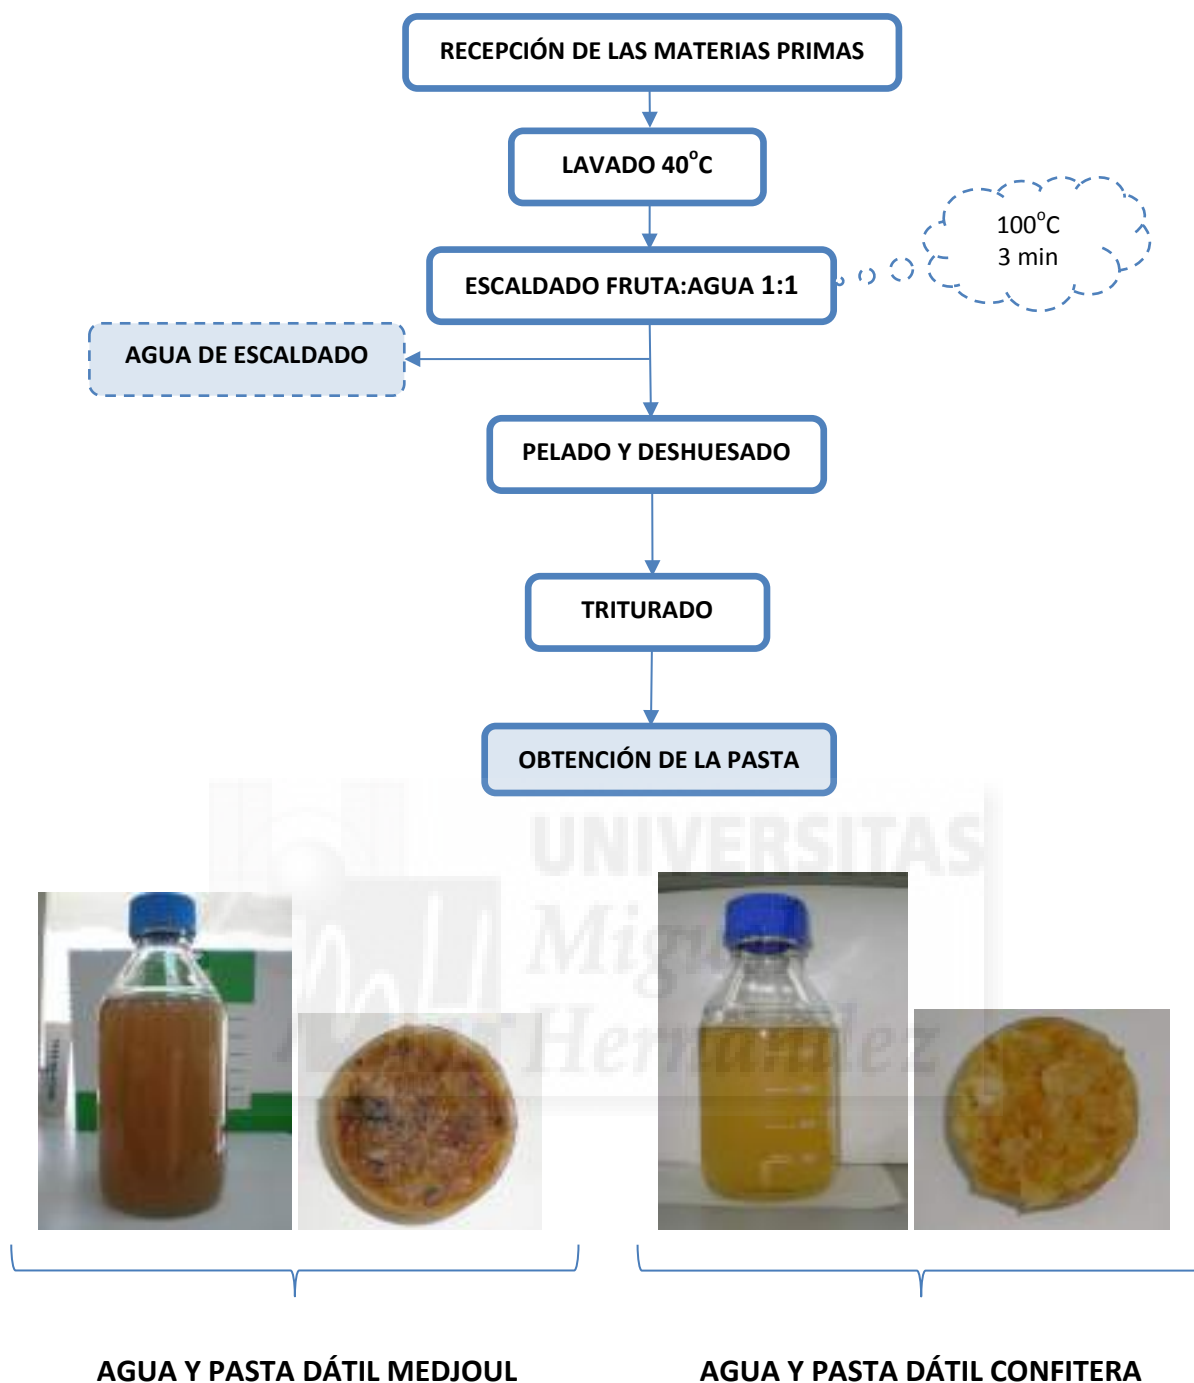 RECEPCIÓN DE LAS MATERIAS PRIMAS
LAVADO 40°C
100°C
3 min
ESCALDADO FRUTA:AGUA 1:1
AGUA DE ESCALDADO
PELADO Y DESHUESADO
TRITURADO
OBTENCIÓN DE LA PASTA
UNIVERSITAS
Miguel
Hernández
AGUA Y PASTA DÁTIL MEDJOUL
AGUA Y PASTA DÁTIL CONFITERA